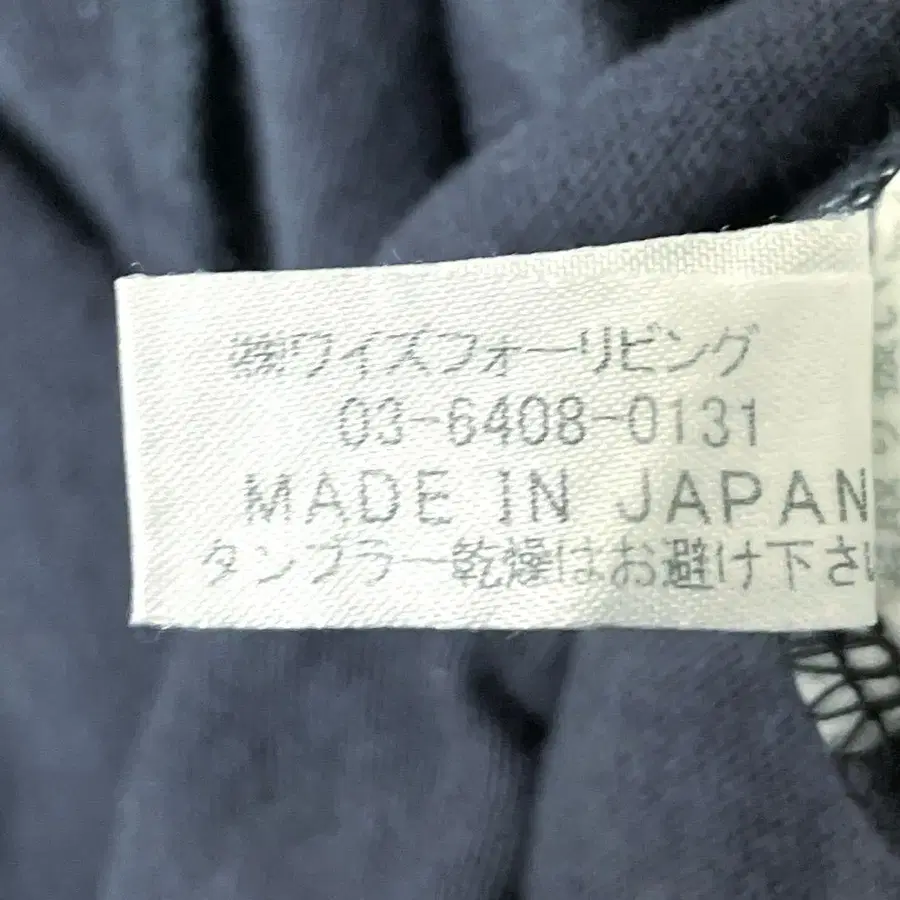 ㈱ワイズフォーリビング
03-6408-0131
MADE IN JAPAN
タンブラー乾燥はお避け下さい